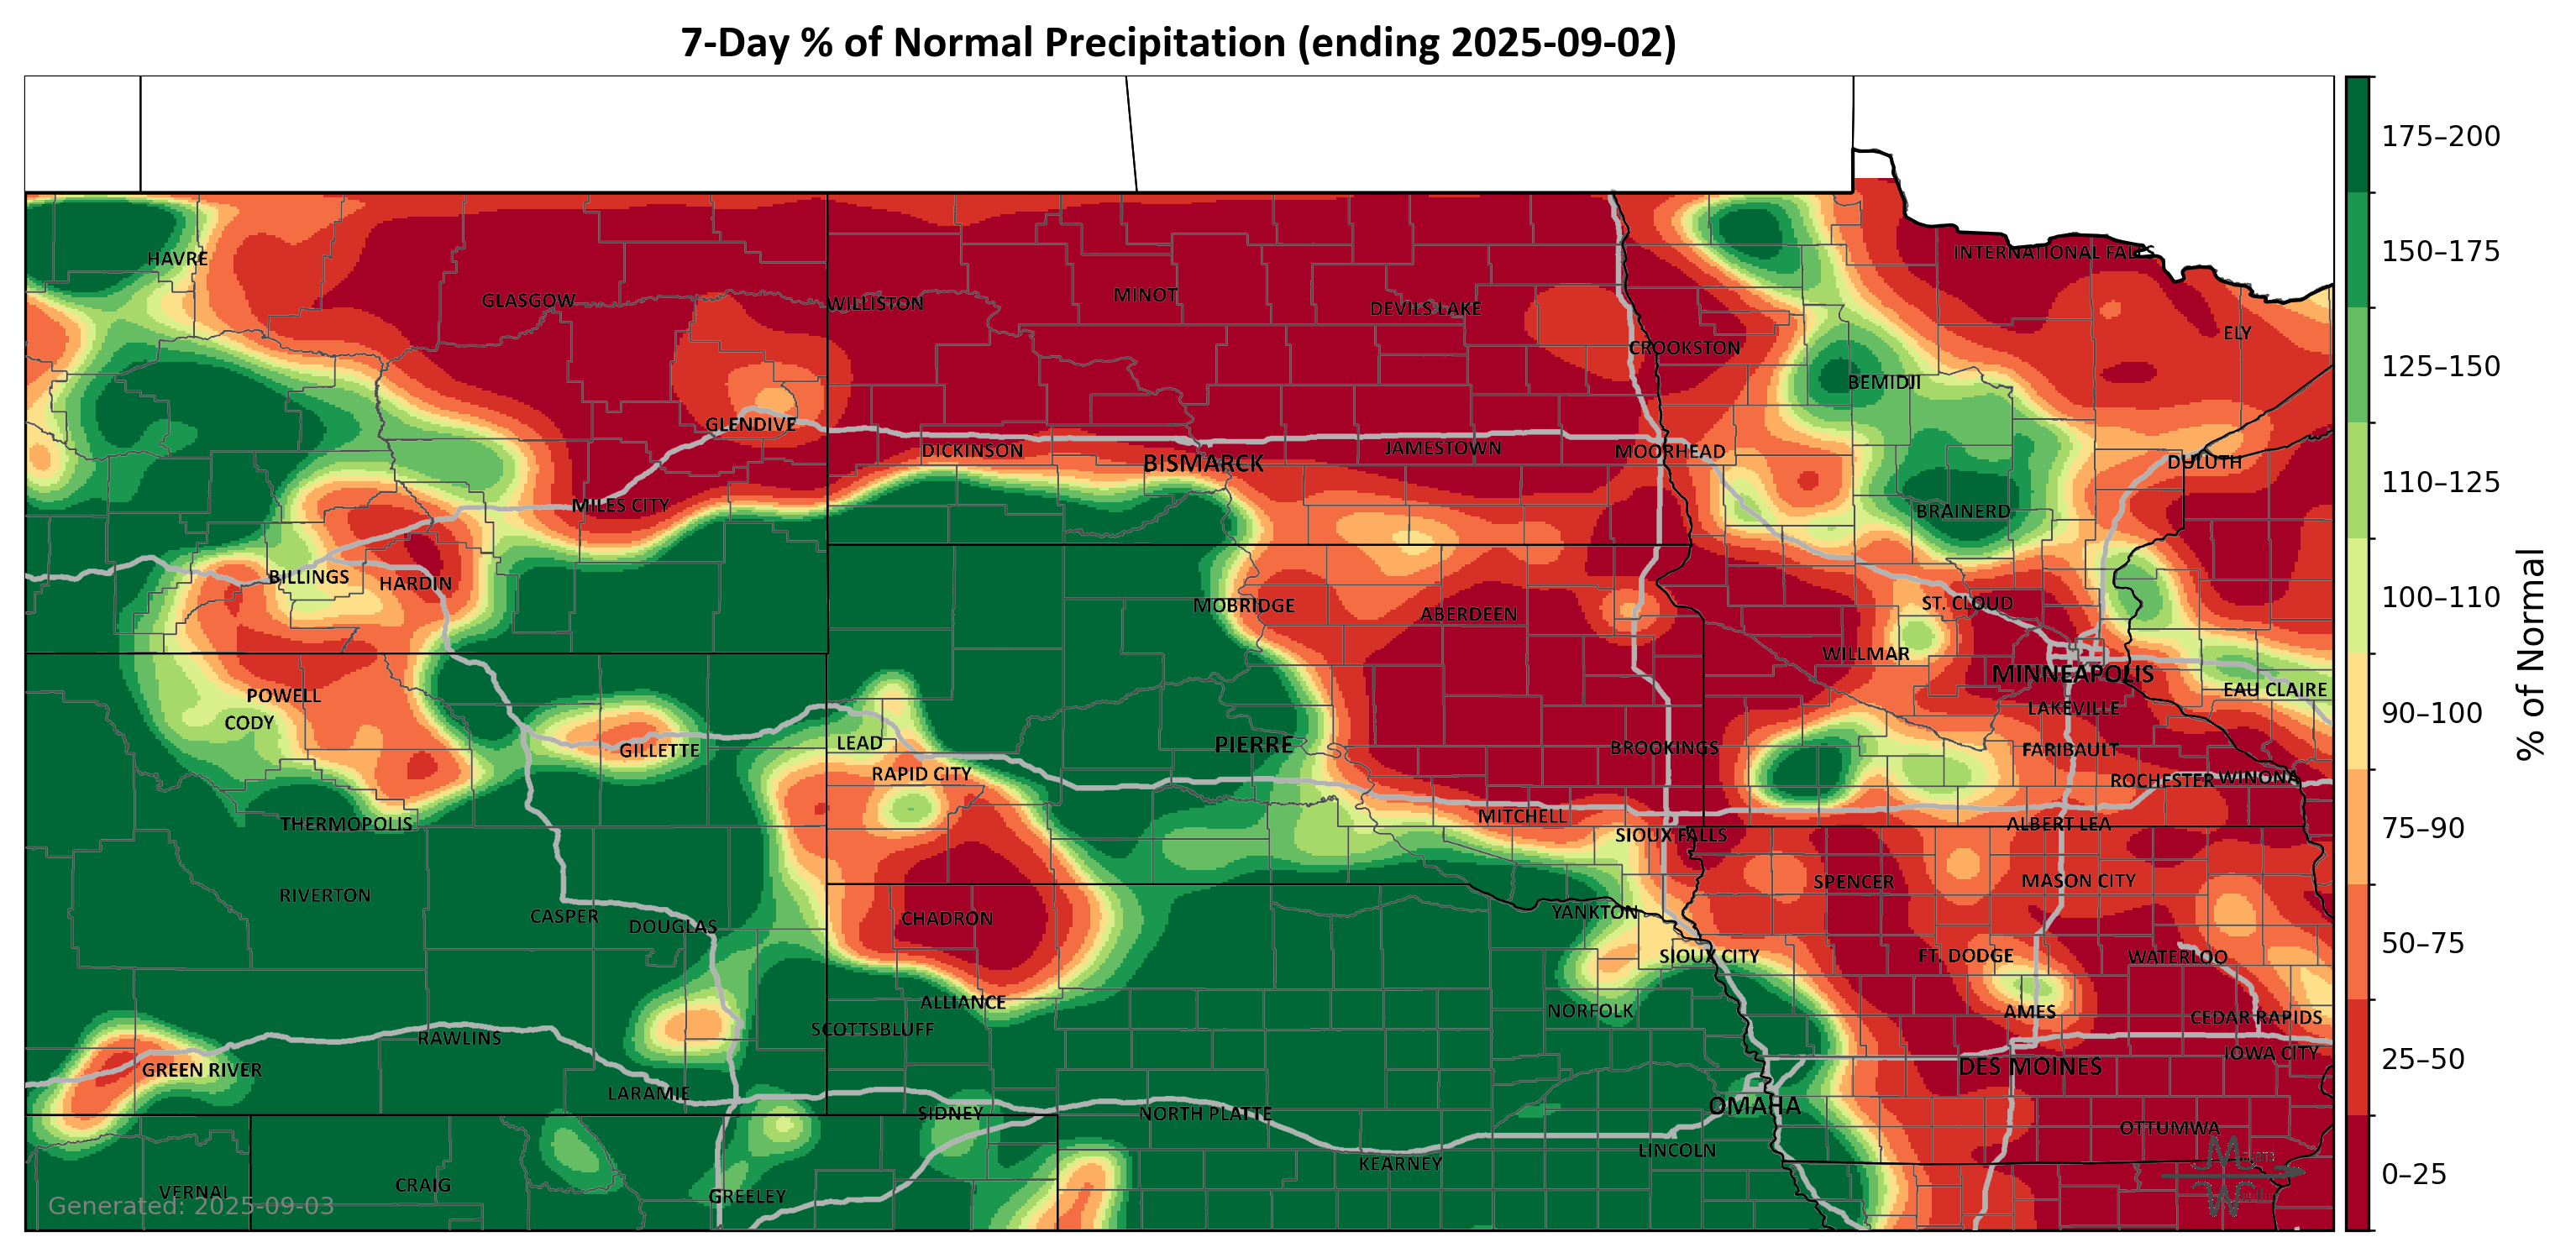 7-Day % of Normal Precipitation (ending 2025-09-02)
175–200
150–175
125–150
110–125
100–110
90–100
75–90
50–75
25–50
0–25
% of Normal
HAVRE
INTERNATIONAL FALLS
GLASGOW
WILLISTON
MINOT
DEVILS LAKE
ELY
CROOKSTON
BEMIDJI
GLENDIVE
DICKINSON
BISMARCK
JAMESTOWN
MOORHEAD
DULUTH
MILES CITY
BRAINERD
BILLINGS
HARDIN
MOBRIDGE
ABERDEEN
ST. CLOUD
WILLMAR
MINNEAPOLIS
POWELL
CODY
EAU CLAIRE
LAKEVILLE
GILLETTE
LEAD
PIERRE
BROOKINGS
FARIBAULT
RAPID CITY
ROCHESTER
WINONA
THERMOPOLIS
MITCHELL
SIOUX FALLS
ALBERT LEA
RIVERTON
SPENCER
MASON CITY
CASPER
DOUGLAS
CHADRON
YANKTON
SIOUX CITY
FT. DODGE
WATERLOO
ALLIANCE
NORFOLK
AMES
CEDAR RAPIDS
SCOTTSBLUFF
RAWLINS
IOWA CITY
GREEN RIVER
DES MOINES
LARAMIE
SIDNEY
NORTH PLATTE
OMAHA
OTTUMWA
LINCOLN
KEARNEY
VERNAL
CRAIG
GREELEY
Generated: 2025-09-03